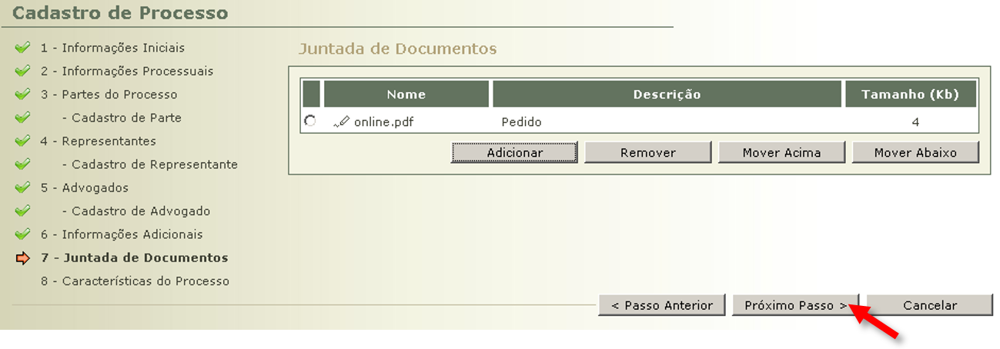 Cadastro de Processo
1 - Informações Iniciais
2 - Informações Processuais
3 - Partes do Processo
- Cadastro de Parte
4 - Representantes
- Cadastro de Representante
5 - Advogados
- Cadastro de Advogado
6 - Informações Adicionais
7 - Juntada de Documentos
8 - Características do Processo
Juntada de Documentos
Nome Descrição Tamanho (Kb)
online.pdf Pedido 4
Adicionar Remover Mover Acima Mover Abaixo
< Passo Anterior Próximo Passo > Cancelar